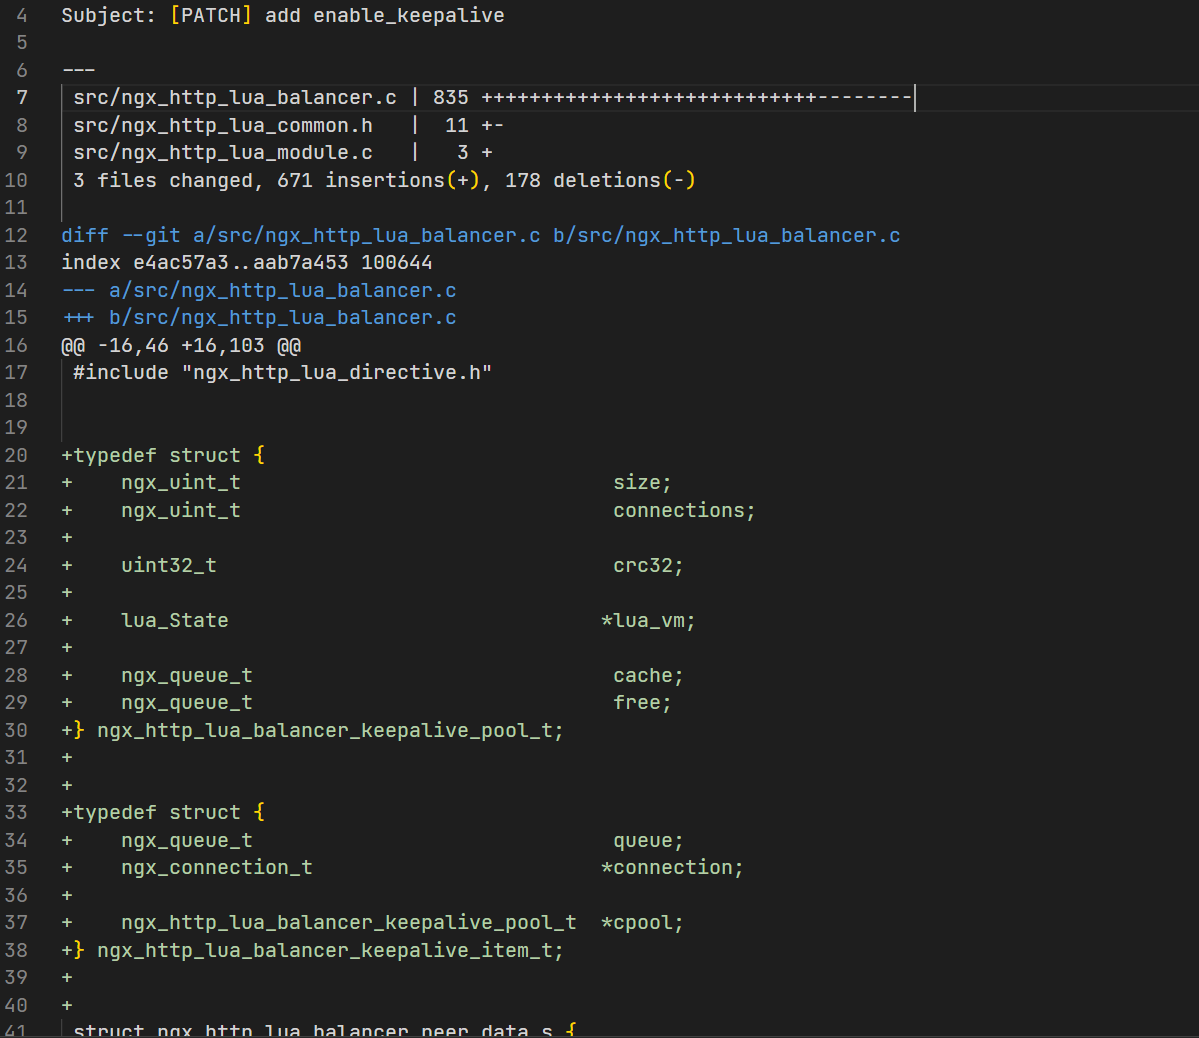 4 Subject: [PATCH] add enable_keepalive
5
6 ---
7  src/ngx_http_lua_balancer.c | 835 ++++++++++++++++++++++++++++--------
8  src/ngx_http_lua_common.h   |  11 +-
9  src/ngx_http_lua_module.c   |   3 +
10  3 files changed, 671 insertions(+), 178 deletions(-)
11
12 diff --git a/src/ngx_http_lua_balancer.c b/src/ngx_http_lua_balancer.c
13 index e4ac57a3..aab7a453 100644
14 --- a/src/ngx_http_lua_balancer.c
15 +++ b/src/ngx_http_lua_balancer.c
16 @@ -16,46 +16,103 @@
17  #include "ngx_http_lua_directive.h"
18
19
20 +typedef struct {
21 +    ngx_uint_t                               size;
22 +    ngx_uint_t                               connections;
23 +
24 +    uint32_t                                 crc32;
25 +
26 +    lua_State                               *lua_vm;
27 +
28 +    ngx_queue_t                              cache;
29 +    ngx_queue_t                              free;
30 +} ngx_http_lua_balancer_keepalive_pool_t;
31 +
32 +
33 +typedef struct {
34 +    ngx_queue_t                              queue;
35 +    ngx_connection_t                        *connection;
36 +
37 +    ngx_http_lua_balancer_keepalive_pool_t  *cpool;
38 +} ngx_http_lua_balancer_keepalive_item_t;
39 +
40 +
41  struct ngx_http_lua_balancer_peer_data_s {